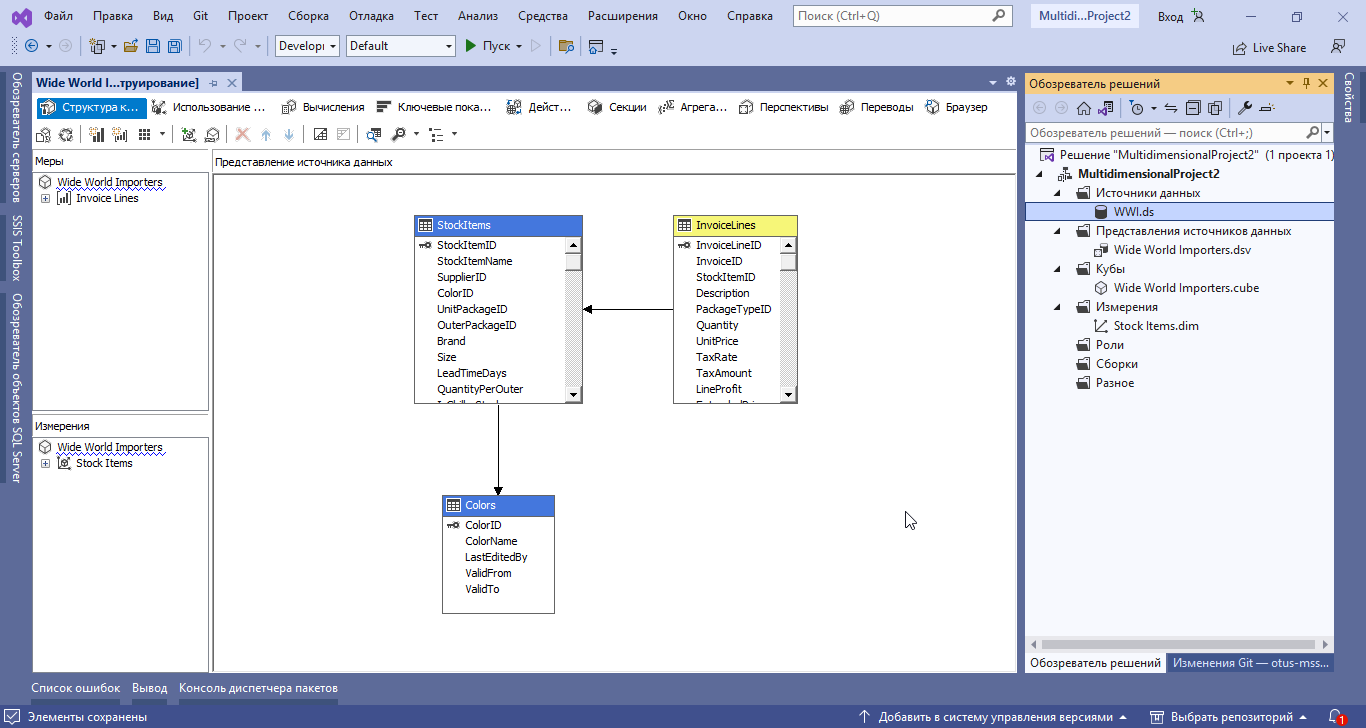 Файл Правка Вид Git Проект Сборка Отладка Тест Анализ Средства Расширения Окно Справка Поиск (Ctrl+Q) Multidi...Project2 Вход
Developi Default Пуск Live Share
Wide World I...труирование]
Структура к... Использование ... Вычисления Ключевые пока... Дейст... Секции Агрега... Перспективы Переводы Браузер
Обозреватель серверов
SSIS Toolbox
Обозреватель объектов SQL Server
Меры
Wide World Importers
Invoice Lines
Измерения
Wide World Importers
Stock Items
Представление источника данных
StockItems
StockItemID
StockItemName
SupplierID
ColorID
UnitPackageID
OuterPackageID
Brand
Size
LeadTimeDays
QuantityPerOuter
InvoiceLines
InvoiceLineID
InvoiceID
StockItemID
Description
PackageTypeID
Quantity
UnitPrice
TaxRate
TaxAmount
LineProfit
Colors
ColorID
ColorName
LastEditedBy
ValidFrom
ValidTo
Обозреватель решений
Обозреватель решений — поиск (Ctrl+;)
Решение "MultidimensionalProject2" (1 проекта 1)
MultidimensionalProject2
Источники данных
WWI.ds
Представления источников данных
Wide World Importers.dsv
Кубы
Wide World Importers.cube
Измерения
Stock Items.dim
Роли
Сборки
Разное
Обозреватель решений Изменения Git — otus-mss...
Свойства
Список ошибок Вывод Консоль диспетчера пакетов
Элементы сохранены Добавить в систему управления версиями Выбрать репозиторий 1